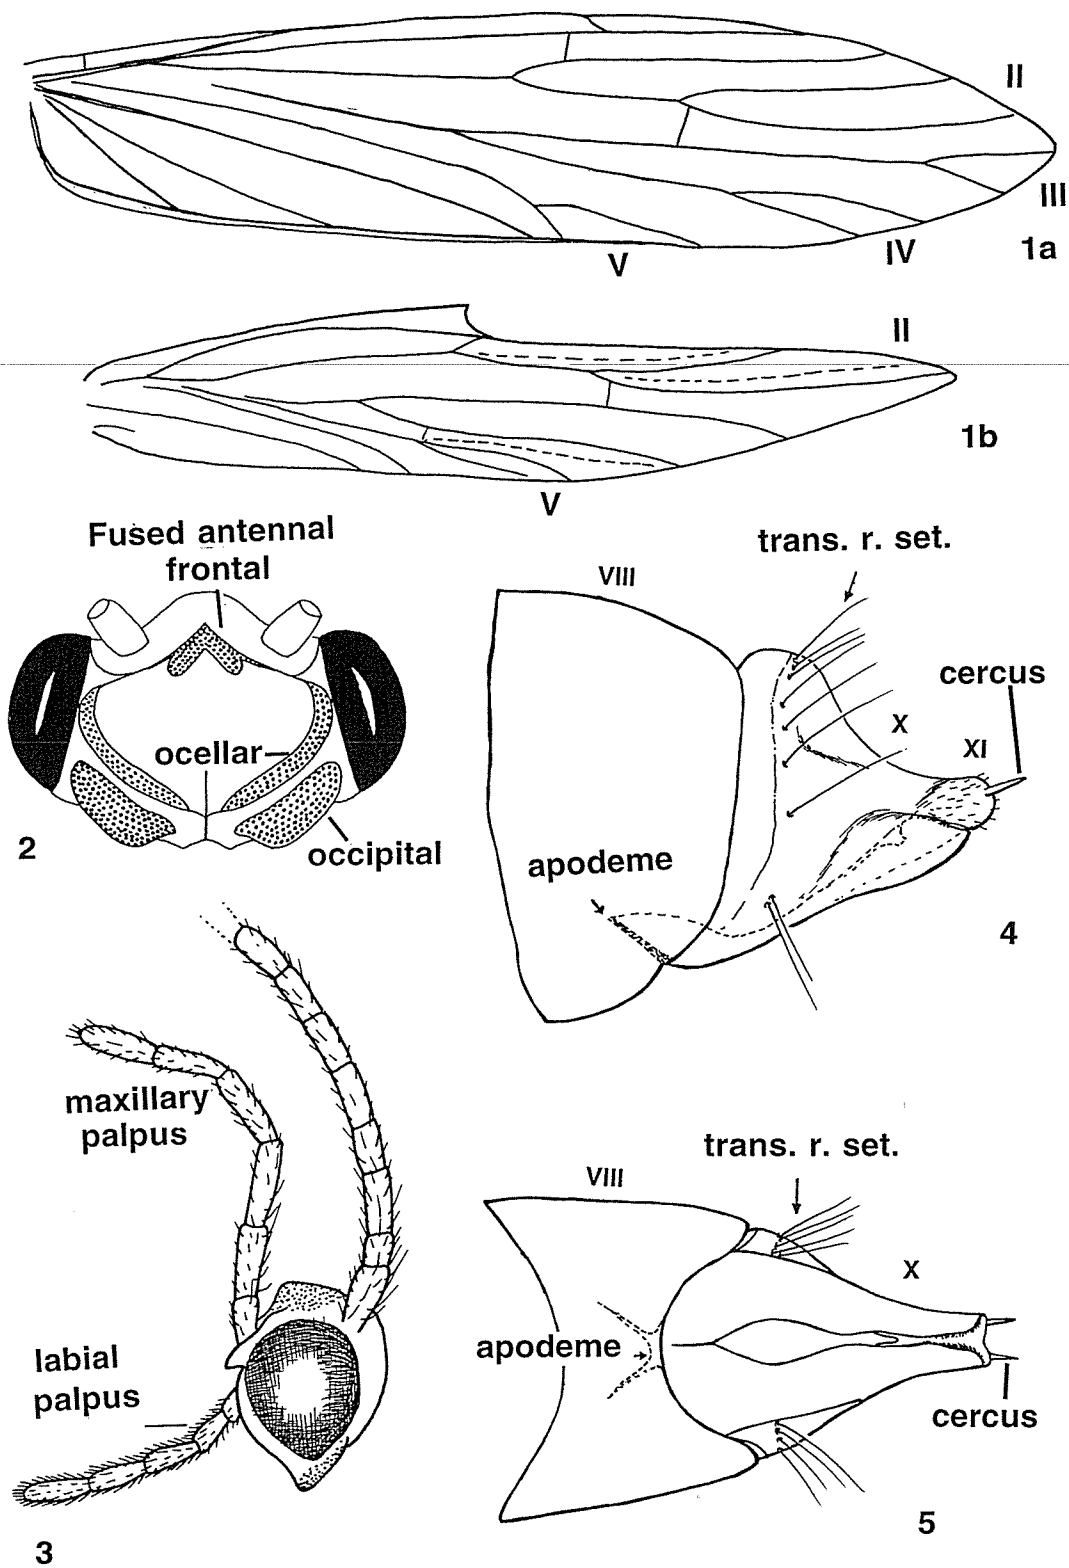 II
III
IV
V
1a
II
1b
V
Fused antennal
frontal
ocellar
occipital
2
trans. r. set.
VIII
cercus
X
XI
apodeme
4
maxillary
palpus
labial
palpus
3
trans. r. set.
VIII
X
apodeme
cercus
5